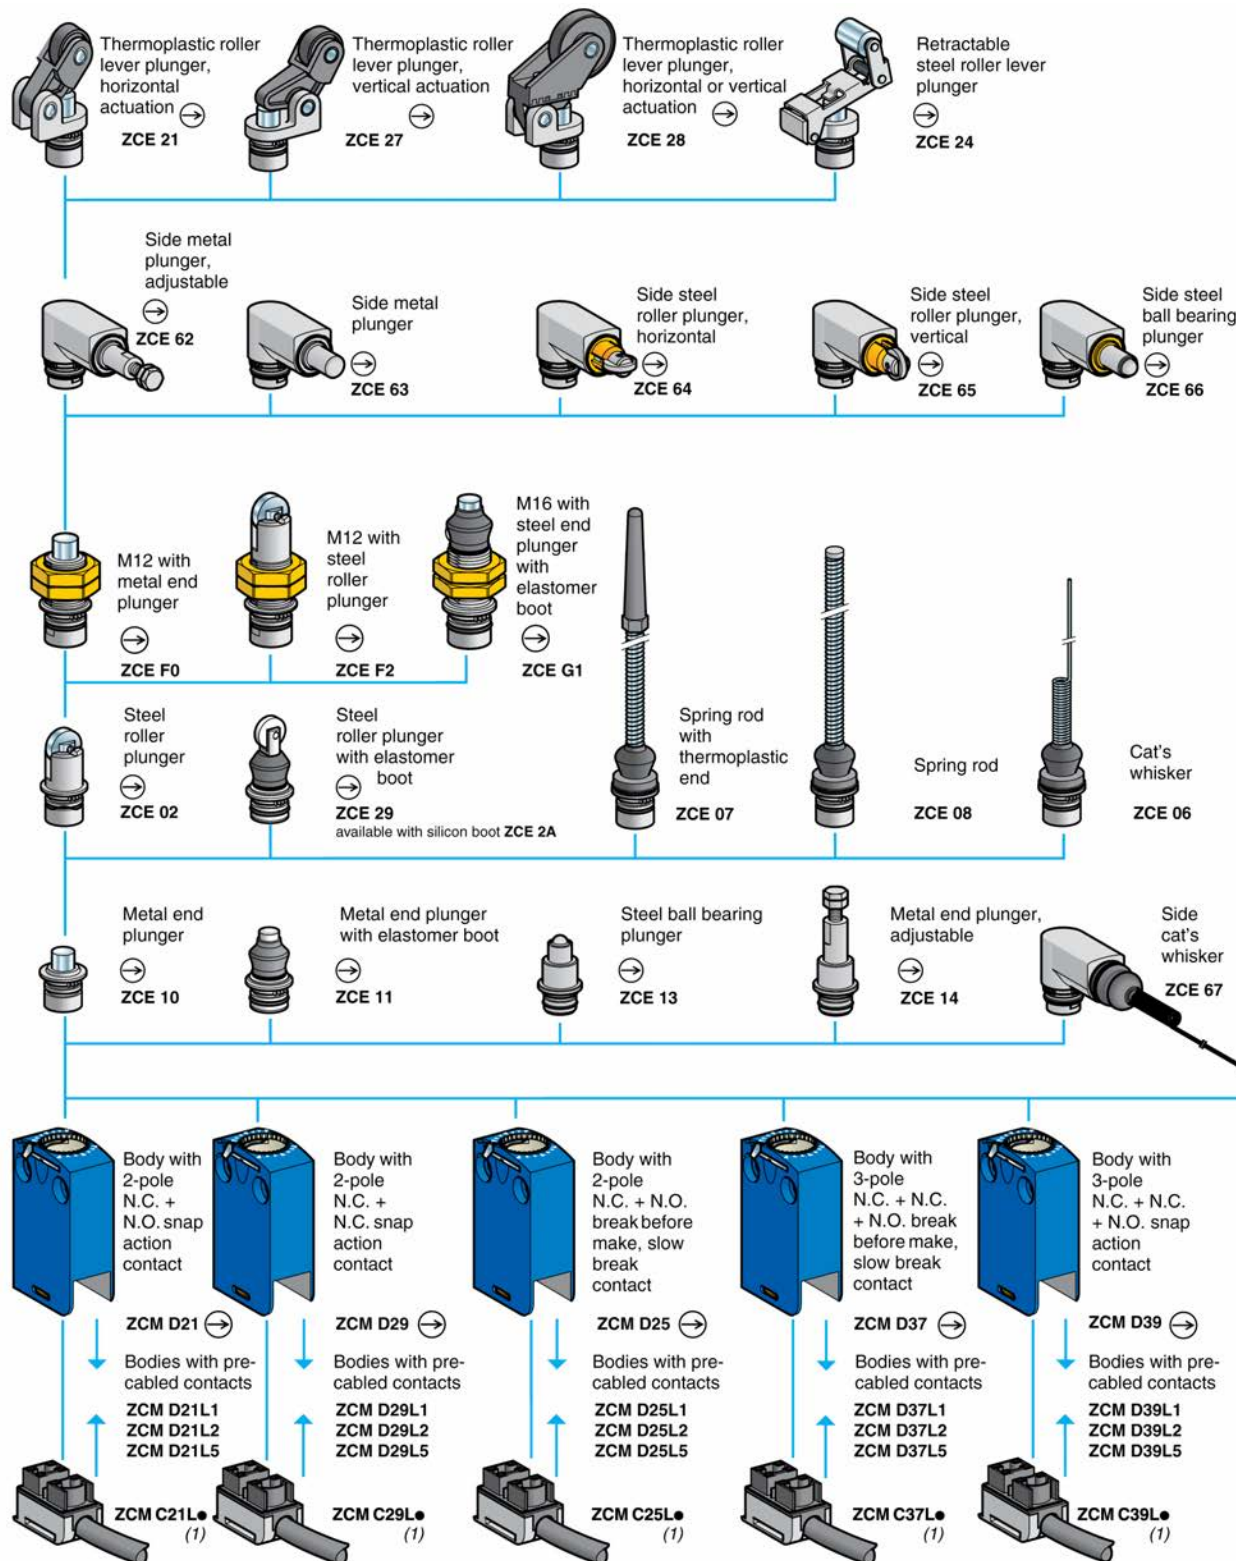 Thermoplastic roller
lever plunger,
horizontal
actuation
ZCE 21
Thermoplastic roller
lever plunger,
vertical actuation
ZCE 27
Thermoplastic roller
lever plunger,
horizontal or vertical
actuation
ZCE 28
Retractable
steel roller lever
plunger
ZCE 24
Side metal
plunger,
adjustable
ZCE 62
Side metal
plunger
ZCE 63
Side steel
roller plunger,
horizontal
ZCE 64
Side steel
roller plunger,
vertical
ZCE 65
Side steel
ball bearing
plunger
ZCE 66
M12 with
metal end
plunger
ZCE F0
M12 with
steel
roller
plunger
ZCE F2
M16 with
steel end
plunger
with
elastomer
boot
ZCE G1
Steel
roller
plunger
ZCE 02
Steel
roller plunger
with elastomer
boot
ZCE 29
available with silicon boot ZCE 2A
Spring rod
with
thermoplastic
end
ZCE 07
Spring rod
ZCE 08
Cat's
whisker
ZCE 06
Metal end
plunger
ZCE 10
Metal end plunger
with elastomer boot
ZCE 11
Steel ball bearing
plunger
ZCE 13
Metal end plunger,
adjustable
ZCE 14
Side
cat's
whisker
ZCE 67
Body with
2-pole
N.C. +
N.O. snap
action
contact
ZCM D21
Bodies with pre-
cabled contacts
ZCM D21L1
ZCM D21L2
ZCM D21L5
ZCM C21L●
(1)
Body with
2-pole
N.C. +
N.C. snap
action
contact
ZCM D29
Bodies with pre-
cabled contacts
ZCM D29L1
ZCM D29L2
ZCM D29L5
ZCM C29L●
(1)
Body with
2-pole
N.C. + N.O.
break before
make, slow
break
contact
ZCM D25
Bodies with pre-
cabled contacts
ZCM D25L1
ZCM D25L2
ZCM D25L5
ZCM C25L●
(1)
Body with
3-pole
N.C. + N.C.
+ N.O. break
before make,
slow break
contact
ZCM D37
Bodies with pre-
cabled contacts
ZCM D37L1
ZCM D37L2
ZCM D37L5
ZCM C37L●
(1)
Body with
3-pole
N.C. + N.C.
+ N.O. snap
action
contact
ZCM D39
Bodies with pre-
cabled contacts
ZCM D39L1
ZCM D39L2
ZCM D39L5
ZCM C39L●
(1)